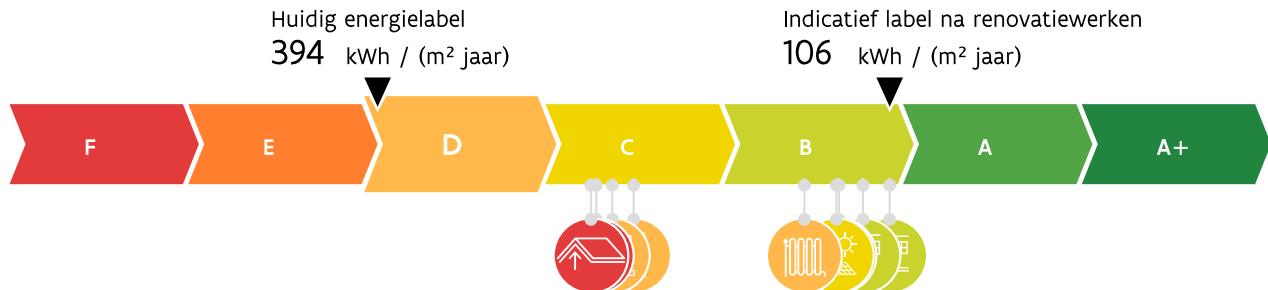 Huidig energielabel
394 kWh / (m² jaar)
Indicatief label na renovatiewerken
106 kWh / (m² jaar)
F E D C B A A+